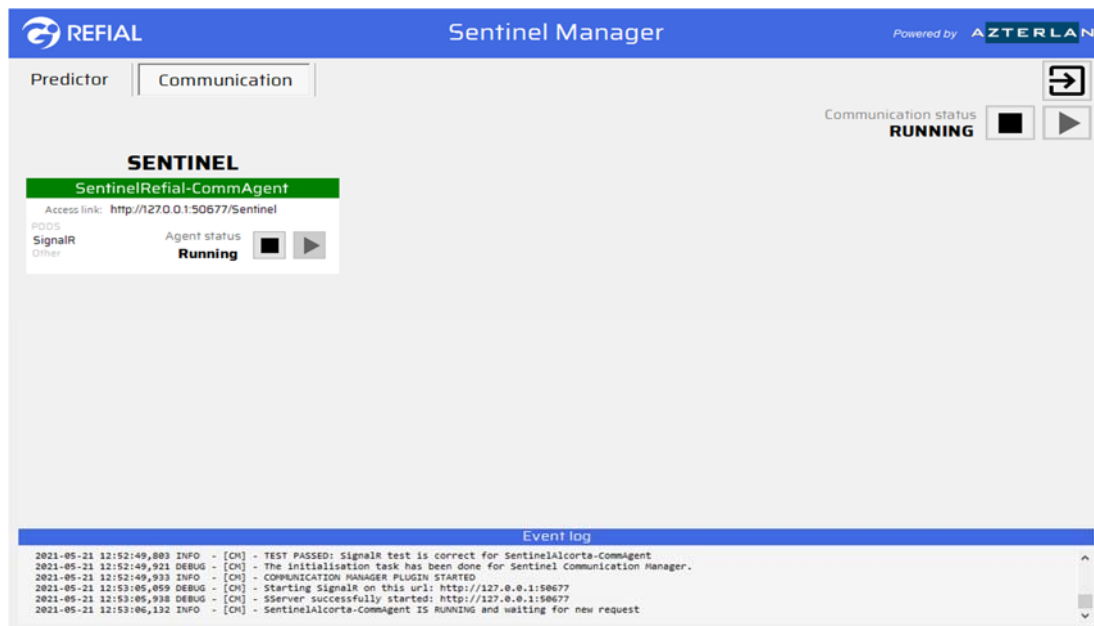 REFIAL
Sentinel Manager
Powered by AZTERLAN
Predictor
Communication
Communication status
RUNNING
SENTINEL
SentinelRefial-CommAgent
Access link: http://127.0.0.1:50677/Sentinel
PDDS
SignalR
Other
Agent status
Running
Event log
2021-05-21 12:52:49,803 INFO - [CM] - TEST PASSED: SignalR test is correct for SentinelAlcorta-CommAgent
2021-05-21 12:52:49,921 DEBUG - [CM] - The initialisation task has been done for Sentinel Communication Manager.
2021-05-21 12:52:49,933 INFO - [CM] - COMMUNICATION MANAGER PLUGIN STARTED
2021-05-21 12:53:05,059 DEBUG - [CM] - Starting SignalR on this url: http://127.0.0.1:50677
2021-05-21 12:53:05,938 DEBUG - [CM] - SServer successfully started: http://127.0.0.1:50677
2021-05-21 12:53:06,132 INFO - [CM] - SentinelAlcorta-CommAgent IS RUNNING and waiting for new request